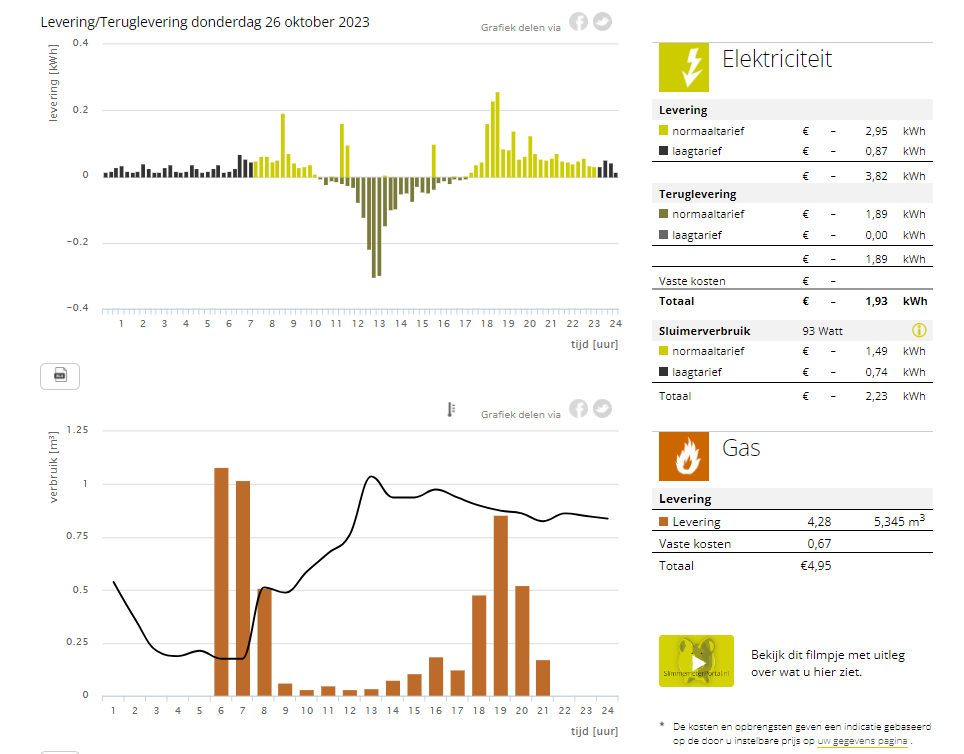 Levering/Teruglevering donderdag 26 oktober 2023
Grafiek delen via
levering [kWh]
0.4
0.2
0
−0.2
−0.4
1 2 3 4 5 6 7 8 9 10 11 12 13 14 15 16 17 18 19 20 21 22 23 24
tijd [uur]
Grafiek delen via
verbruik [m³]
1.25
1
0.75
0.5
0.25
0
1 2 3 4 5 6 7 8 9 10 11 12 13 14 15 16 17 18 19 20 21 22 23 24
tijd [uur]
Elektriciteit
Levering
normaaltarief € – 2,95 kWh
laagtarief € – 0,87 kWh
€ – 3,82 kWh
Teruglevering
normaaltarief € – 1,89 kWh
laagtarief € – 0,00 kWh
€ – 1,89 kWh
Vaste kosten € –
Totaal € – 1,93 kWh
Sluimerverbruik 93 Watt
normaaltarief € – 1,49 kWh
laagtarief € – 0,74 kWh
Totaal € – 2,23 kWh
Gas
Levering
Levering 4,28 5,345 m³
Vaste kosten 0,67
Totaal €4,95
SlimmemeterPortal.nl
Bekijk dit filmpje met uitleg
over wat u hier ziet.
* De kosten en opbrengsten geven een indicatie gebaseerd
op de door u instelbare prijs op uw gegevens pagina .